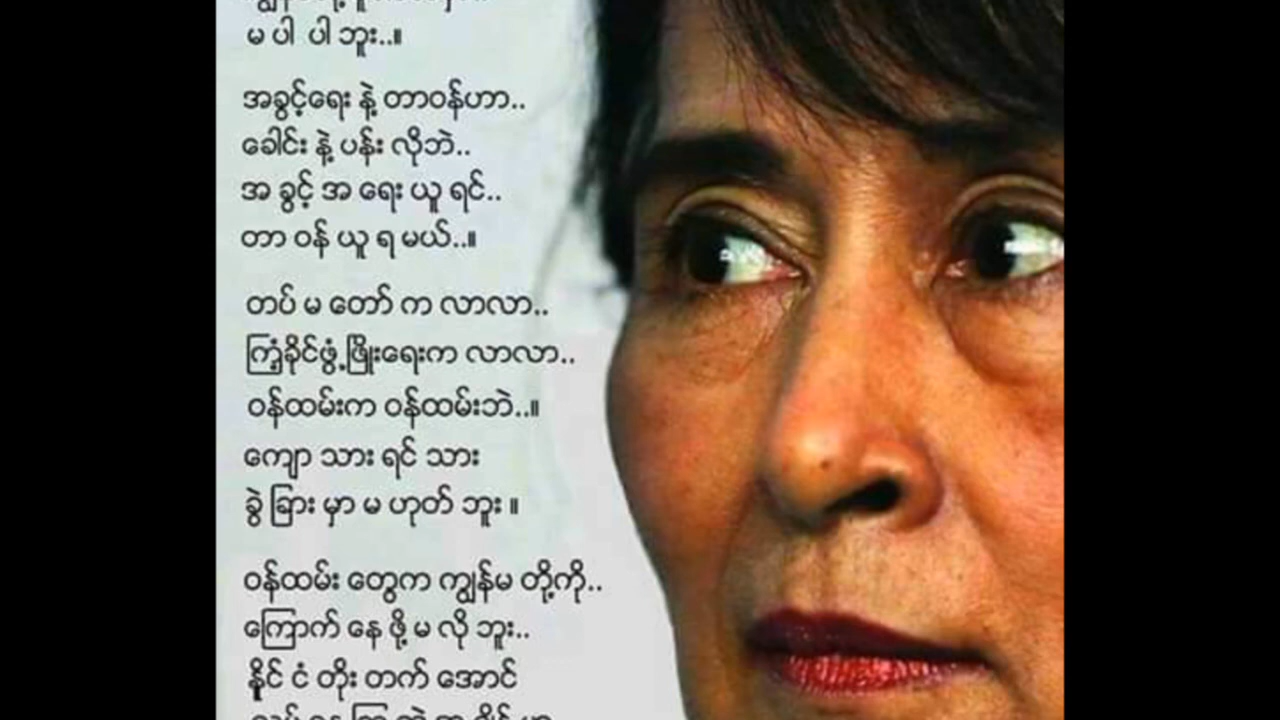 မ ပါ ပါ ဘူး..။
အခွင့်ရေး နဲ့ တာဝန်ဟာ..
ခေါင်း နဲ့ ပန်း လိုဘဲ..
အ ခွင့် အ ရေး ယူ ရင်..
တာ ဝန် ယူ ရ မယ်..။
တပ် မ တော် က လာလာ..
ကြံ့ခိုင်ဖွံ့ဖြိုးရေးက လာလာ..
ဝန်ထမ်းက ဝန်ထမ်းဘဲ..။
ကျော သား ရင် သား
ခွဲ ခြား မှာ မ ဟုတ် ဘူး ။
ဝန်ထမ်း တွေက ကျွန်မ တို့ကို..
ကြောက် နေ ဖို့ မ လို ဘူး..
နိုင် ငံ တိုး တက် အောင်